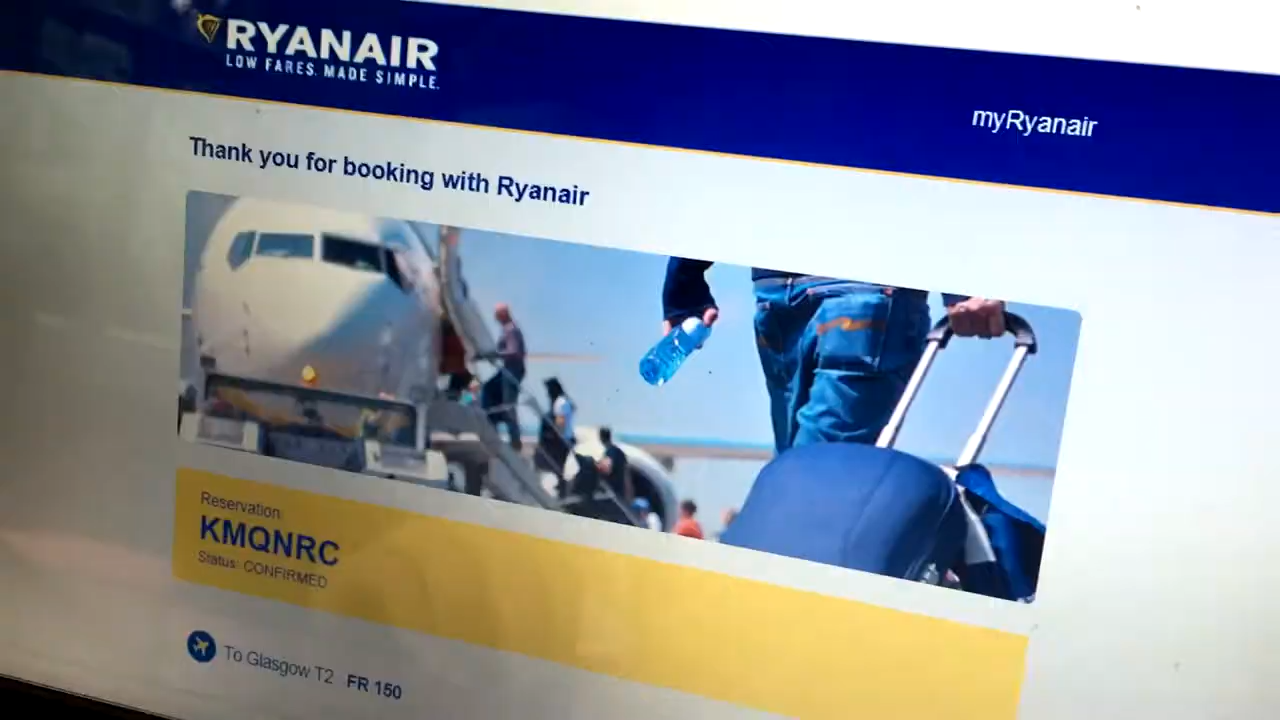 RYANAIR
LOW FARES. MADE SIMPLE.
myRyanair
Thank you for booking with Ryanair
Reservation
KMQNRC
Status: CONFIRMED
To Glasgow T2 FR 150